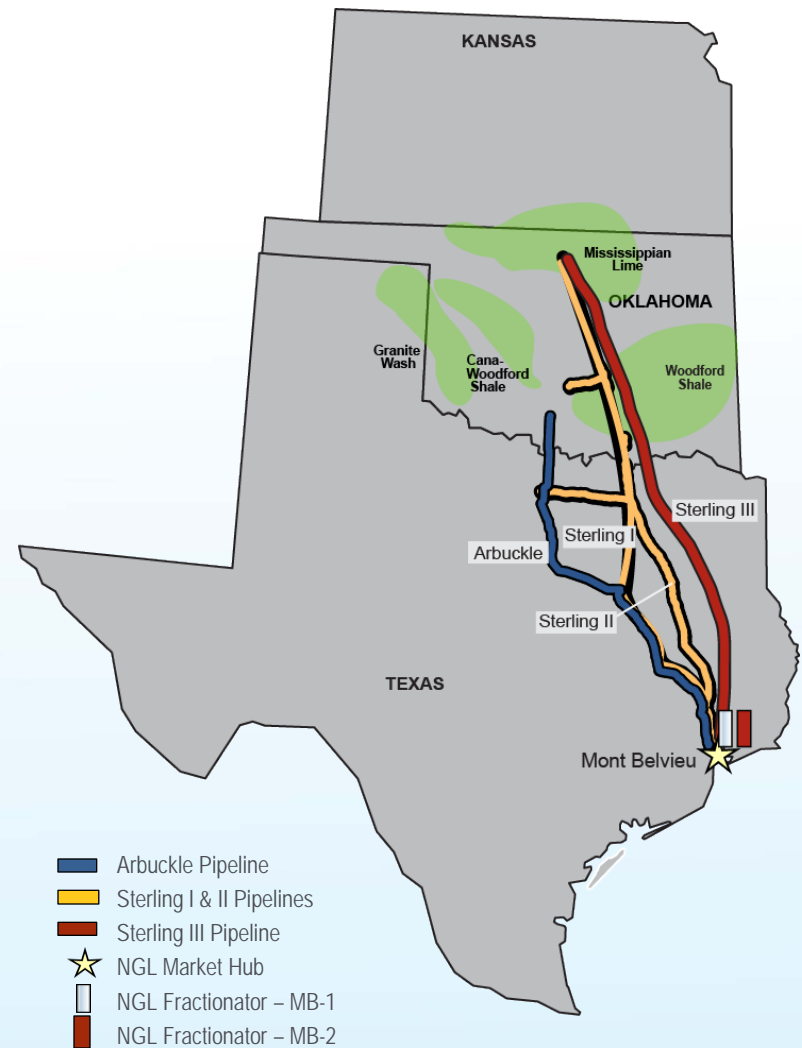 KANSAS
Mississippian
Lime
OKLAHOMA
Granite
Wash
Cana-
Woodford
Shale
Woodford
Shale
Sterling III
Sterling I
Arbuckle
Sterling II
TEXAS
Mont Belvieu
Arbuckle Pipeline
Sterling I & II Pipelines
Sterling III Pipeline
NGL Market Hub
NGL Fractionator – MB-1
NGL Fractionator – MB-2